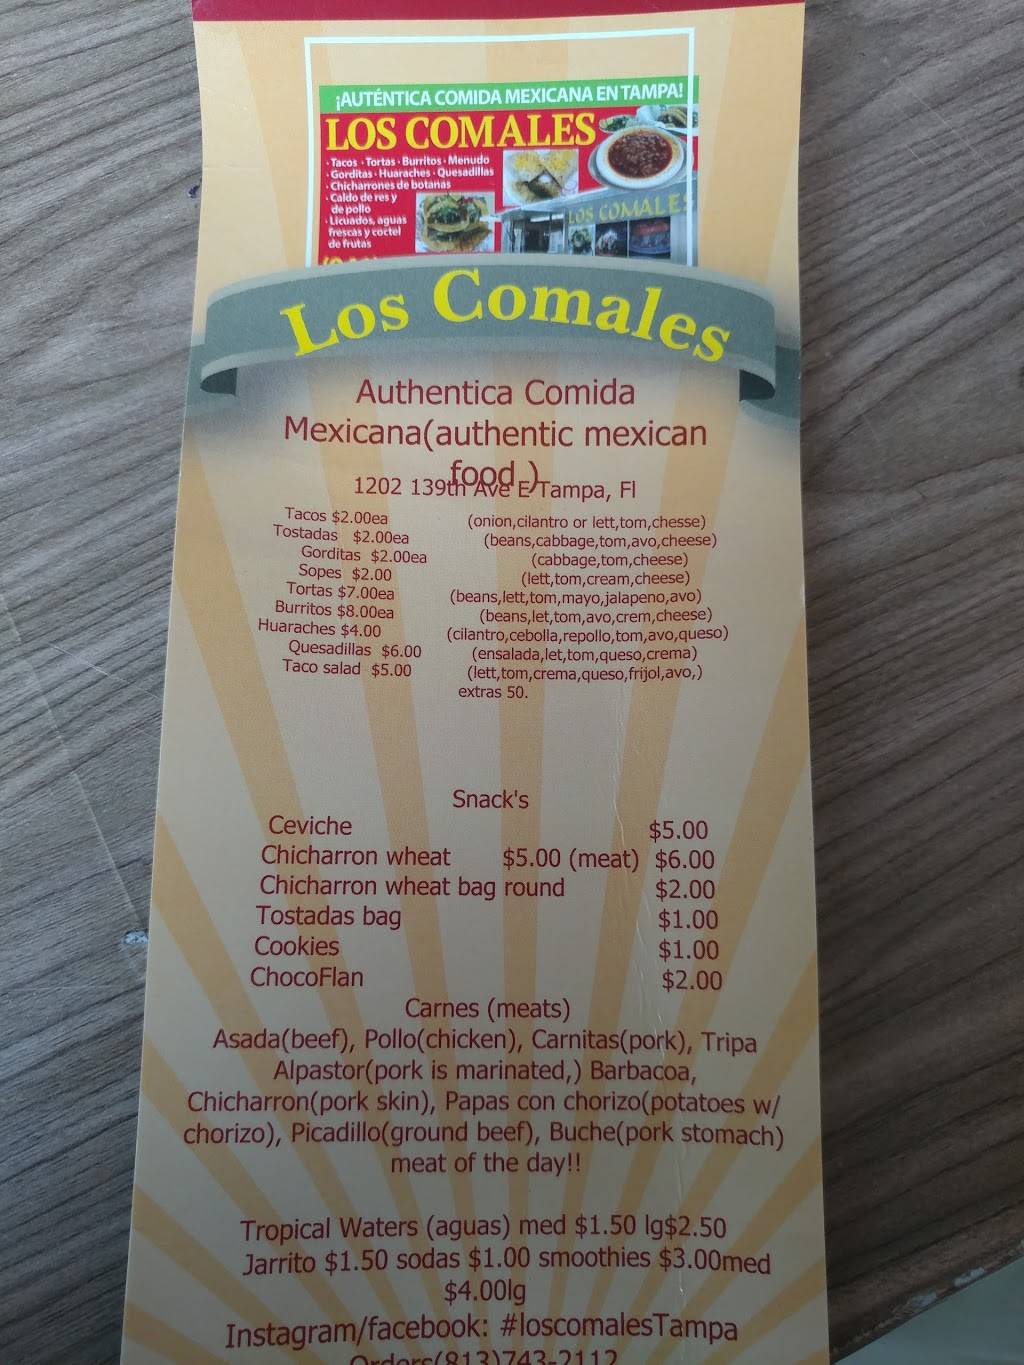 ¡AUTÉNTICA COMIDA MEXICANA EN TAMPA!
LOS COMALES
· Tacos · Tortas · Burritos · Menudo
· Gorditas · Huaraches · Quesadillas
· Chicharrones de botanas
· Caldo de res y
de pollo
· Licuados, aguas
frescas y coctel
de frutas
LOS COMALES
Los Comales
Authentica Comida
Mexicana(authentic mexican
food )
1202 139th Ave E Tampa, Fl
Tacos $2.00ea (onion,cilantro or lett,tom,chesse)
Tostadas $2.00ea (beans,cabbage,tom,avo,cheese)
Gorditas $2.00ea (cabbage,tom,cheese)
Sopes $2.00 (lett,tom,cream,cheese)
Tortas $7.00ea (beans,lett,tom,mayo,jalapeno,avo)
Burritos $8.00ea (beans,let,tom,avo,crem,cheese)
Huaraches $4.00 (cilantro,cebolla,repollo,tom,avo,queso)
Quesadillas $6.00 (ensalada,let,tom,queso,crema)
Taco salad $5.00 (lett,tom,crema,queso,frijol,avo,)
extras 50.
Snack's
Ceviche $5.00
Chicharron wheat $5.00 (meat) $6.00
Chicharron wheat bag round $2.00
Tostadas bag $1.00
Cookies $1.00
ChocoFlan $2.00
Carnes (meats)
Asada(beef), Pollo(chicken), Carnitas(pork), Tripa
Alpastor(pork is marinated,) Barbacoa,
Chicharron(pork skin), Papas con chorizo(potatoes w/
chorizo), Picadillo(ground beef), Buche(pork stomach)
meat of the day!!
Tropical Waters (aguas) med $1.50 lg$2.50
Jarrito $1.50 sodas $1.00 smoothies $3.00med
$4.00lg
Instagram/facebook: #loscomalesTampa
Orders(813)743-2112